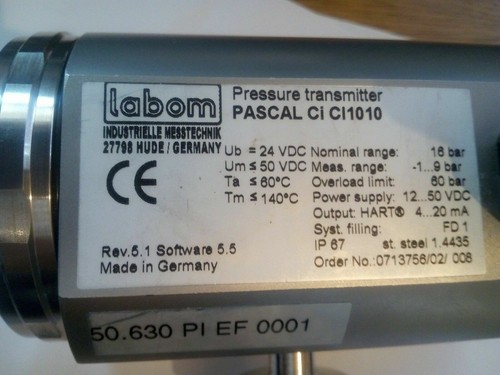 labom
INDUSTRIELLE MESSTECHNIK
27798 HUDE / GERMANY
CE
Pressure transmitter
PASCAL Ci CI1010
Ub = 24 VDC Nominal range: 16 bar
Um ≤ 50 VDC Meas. range: -1...9 bar
Ta ≤ 60°C Overload limit: 60 bar
Tm ≤ 140°C Power supply: 12...50 VDC
Output: HART® 4...20 mA
Syst. filling: FD 1
Rev.5.1 Software 5.5 IP 67 st. steel 1.4435
Made in Germany Order No.:0713756/02/ 006
50.630 PI EF 0001